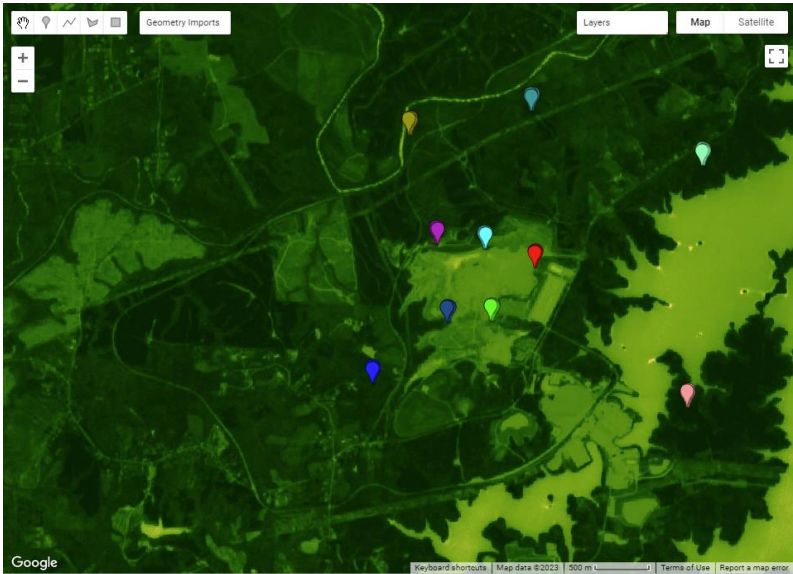 Geometry Imports
Layers
Map
Satellite
+
−
Google
Keyboard shortcuts
Map data ©2023
500 m
Terms of Use
Report a map error